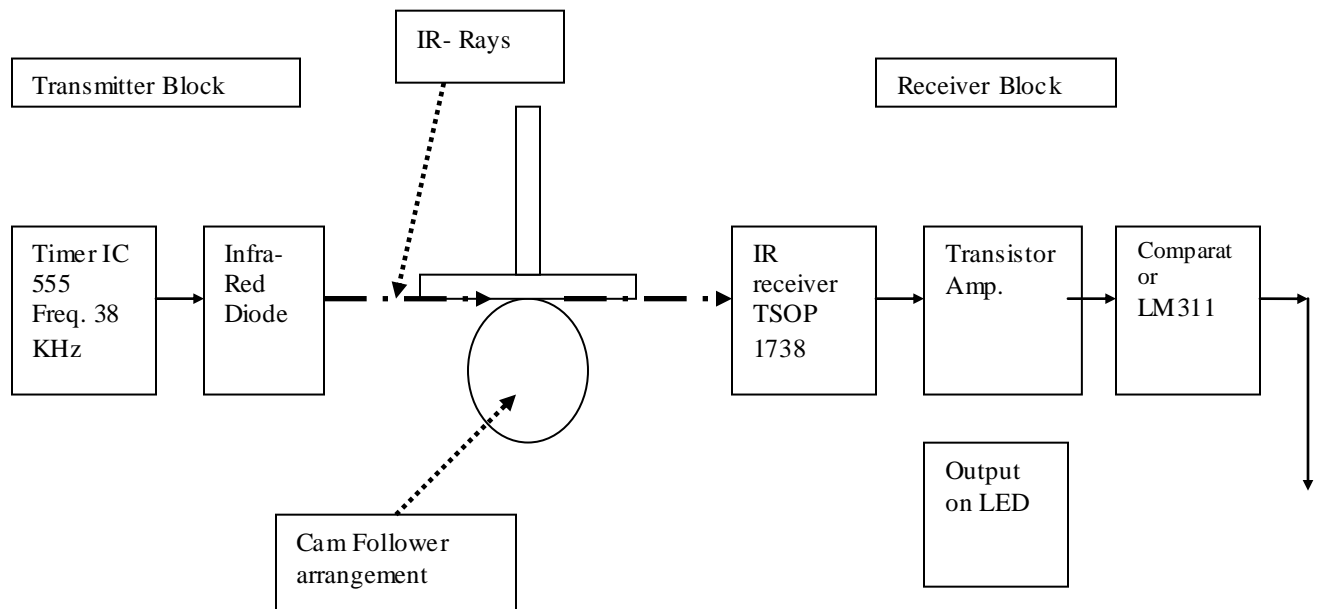 IR- Rays
Transmitter Block
Receiver Block
Timer IC
555
Freq. 38
KHz
Infra-
Red
Diode
IR
receiver
TSOP
1738
Transistor
Amp.
Comparat
or
LM311
Output
on LED
Cam Follower
arrangement